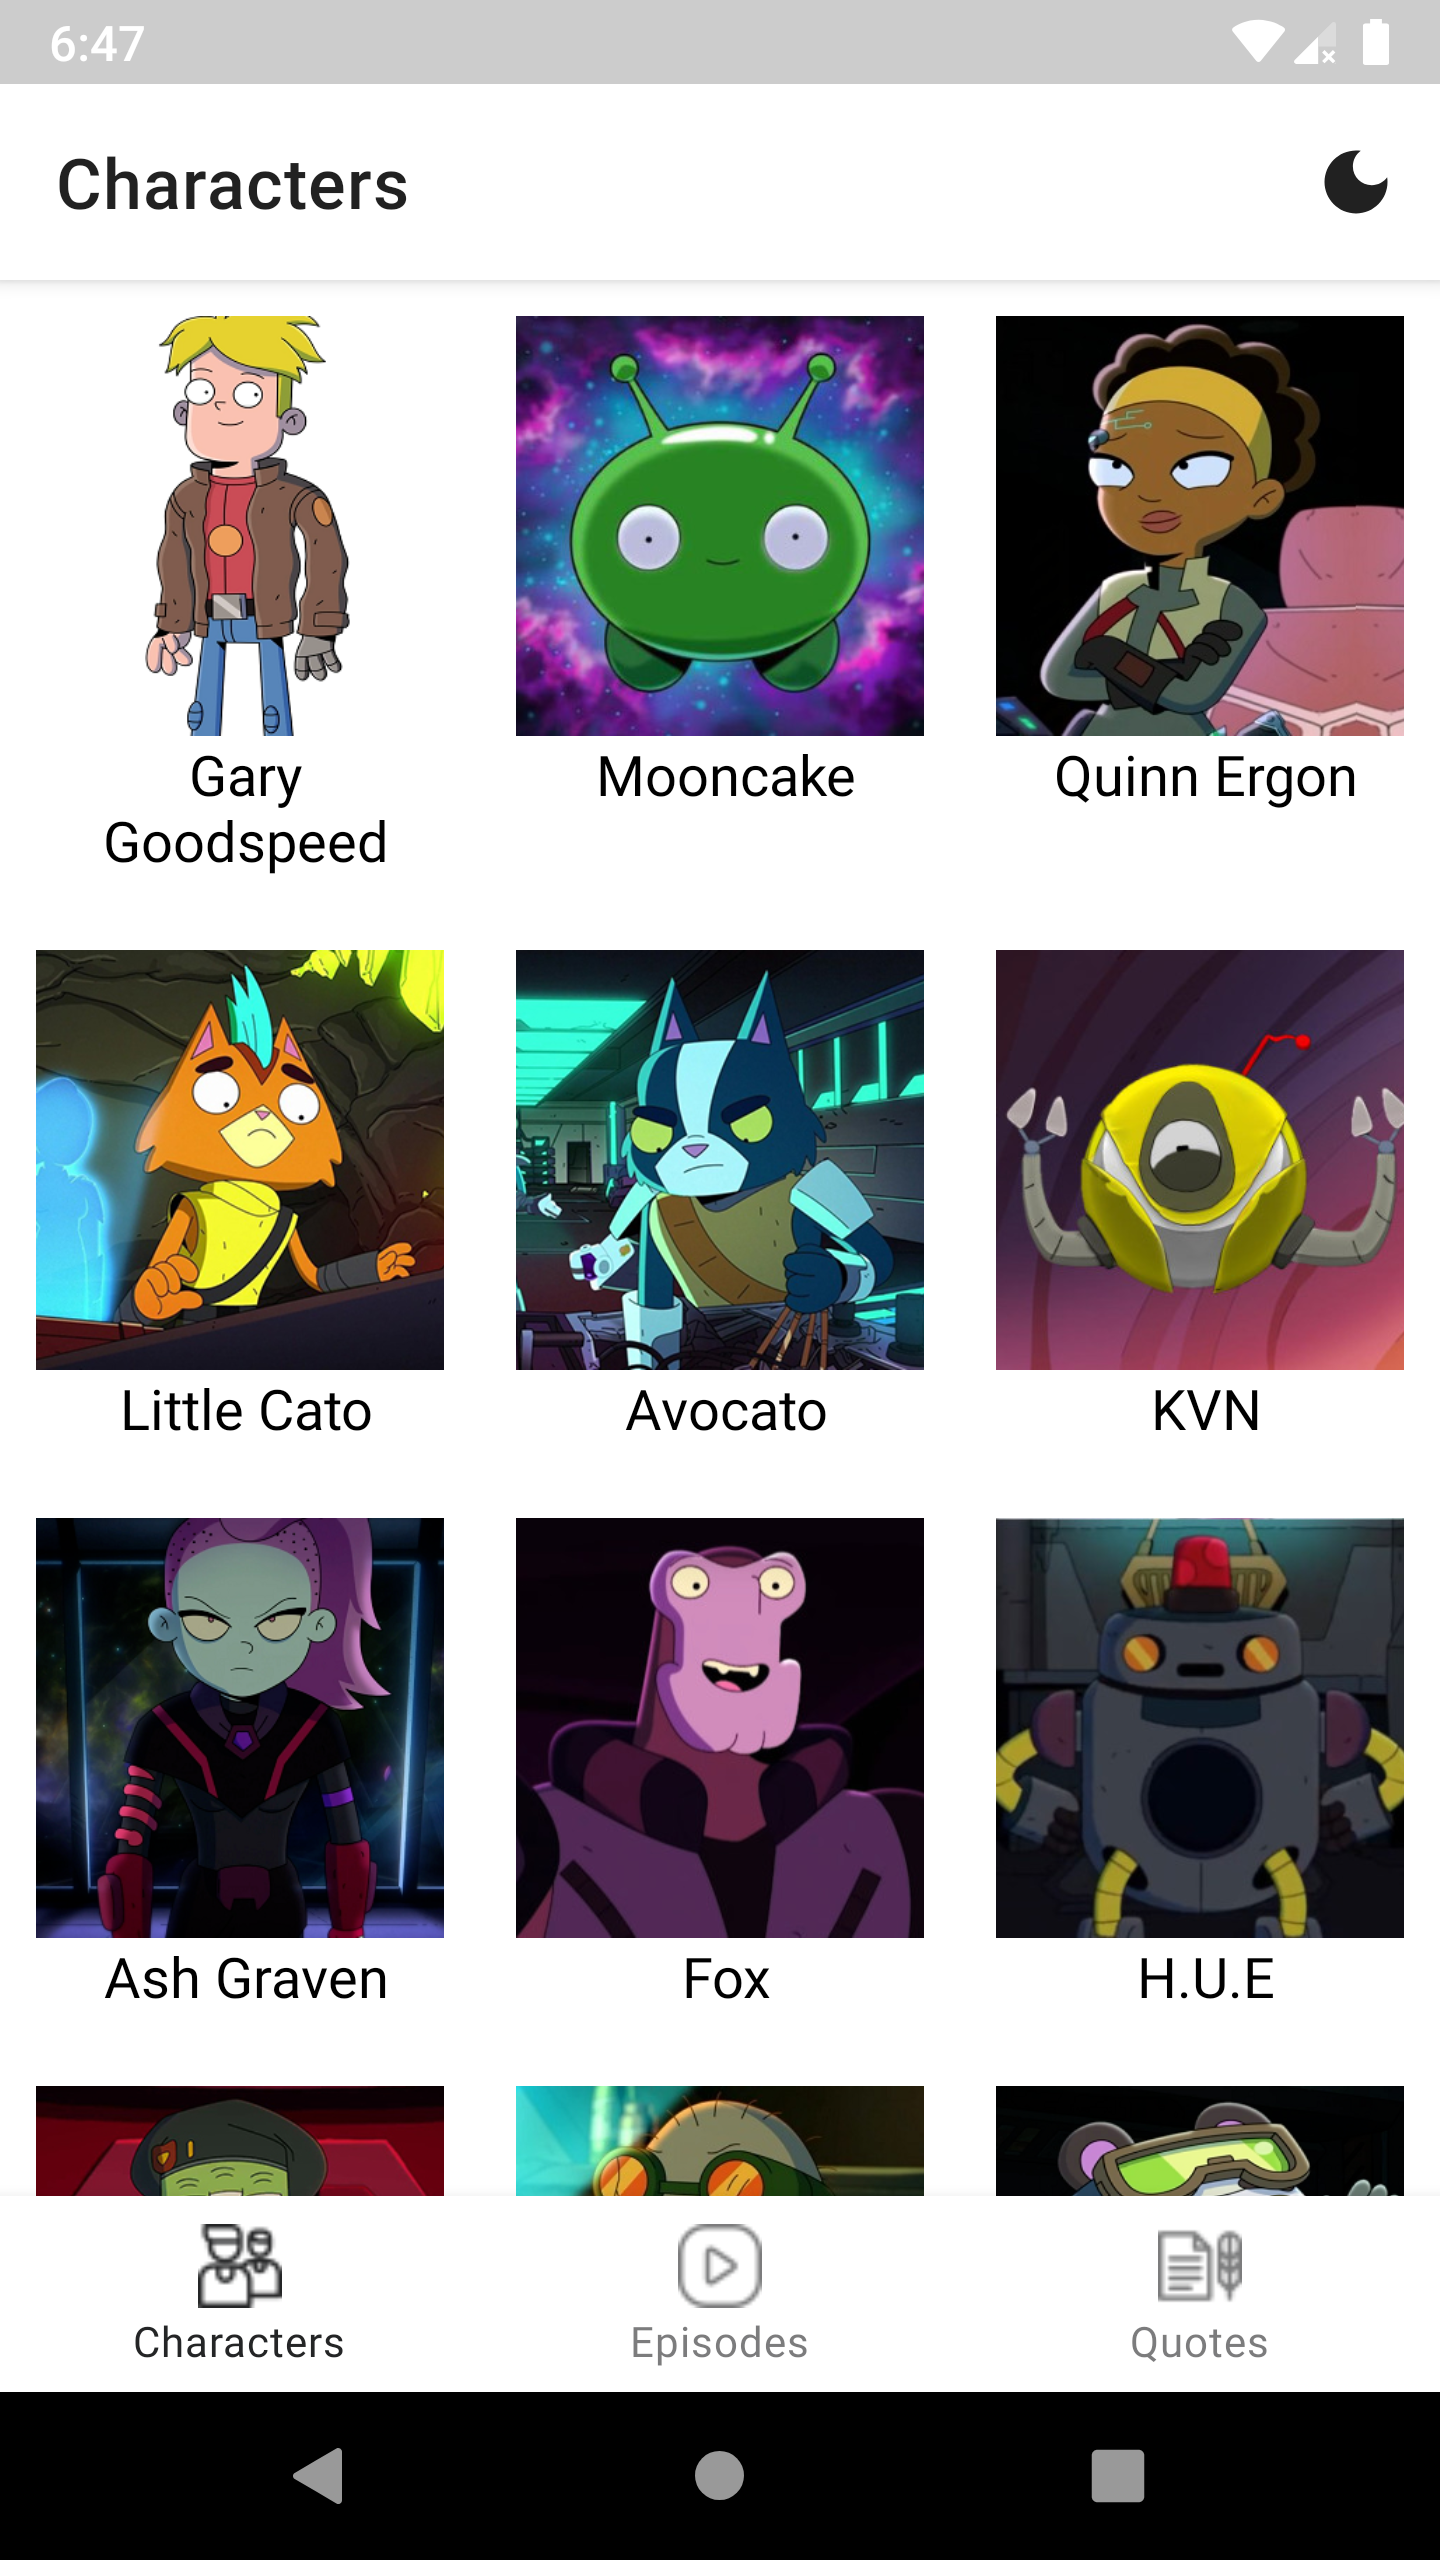 6:47
Characters
Gary
Goodspeed
Mooncake
Quinn Ergon
Little Cato
Avocato
KVN
Ash Graven
Fox
H.U.E
Characters
Episodes
Quotes